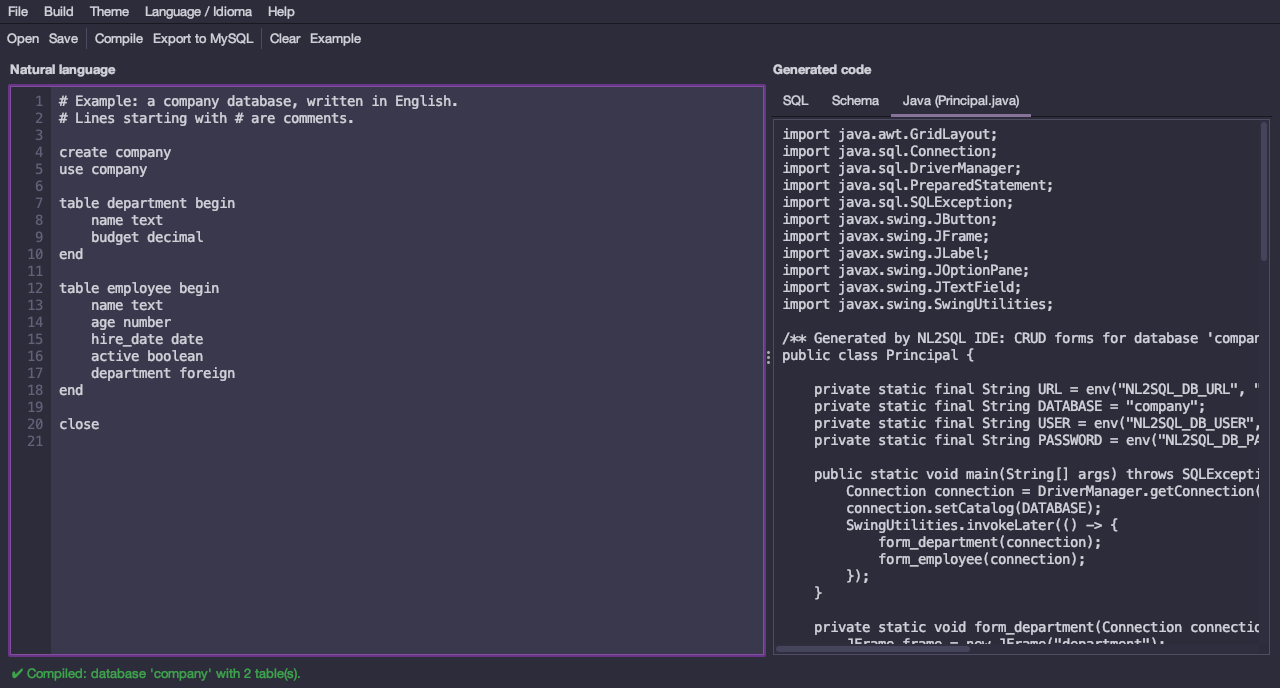 File Build Theme Language / Idioma Help
Open Save Compile Export to MySQL Clear Example
Natural language
1 # Example: a company database, written in English.
2 # Lines starting with # are comments.
3
4 create company
5 use company
6
7 table department begin
8     name text
9     budget decimal
10 end
11
12 table employee begin
13     name text
14     age number
15     hire_date date
16     active boolean
17     department foreign
18 end
19
20 close
21
Generated code
SQL Schema Java (Principal.java)
import java.awt.GridLayout;
import java.sql.Connection;
import java.sql.DriverManager;
import java.sql.PreparedStatement;
import java.sql.SQLException;
import javax.swing.JButton;
import javax.swing.JFrame;
import javax.swing.JLabel;
import javax.swing.JOptionPane;
import javax.swing.JTextField;
import javax.swing.SwingUtilities;

/** Generated by NL2SQL IDE: CRUD forms for database 'compan
public class Principal {

    private static final String URL = env("NL2SQL_DB_URL", "
    private static final String DATABASE = "company";
    private static final String USER = env("NL2SQL_DB_USER",
    private static final String PASSWORD = env("NL2SQL_DB_PA

    public static void main(String[] args) throws SQLExcepti
        Connection connection = DriverManager.getConnection(
        connection.setCatalog(DATABASE);
        SwingUtilities.invokeLater(() -> {
            form_department(connection);
            form_employee(connection);
        });
    }

    private static void form_department(Connection connectio
        JFrame frame = new JFrame("department");
✔ Compiled: database 'company' with 2 table(s).